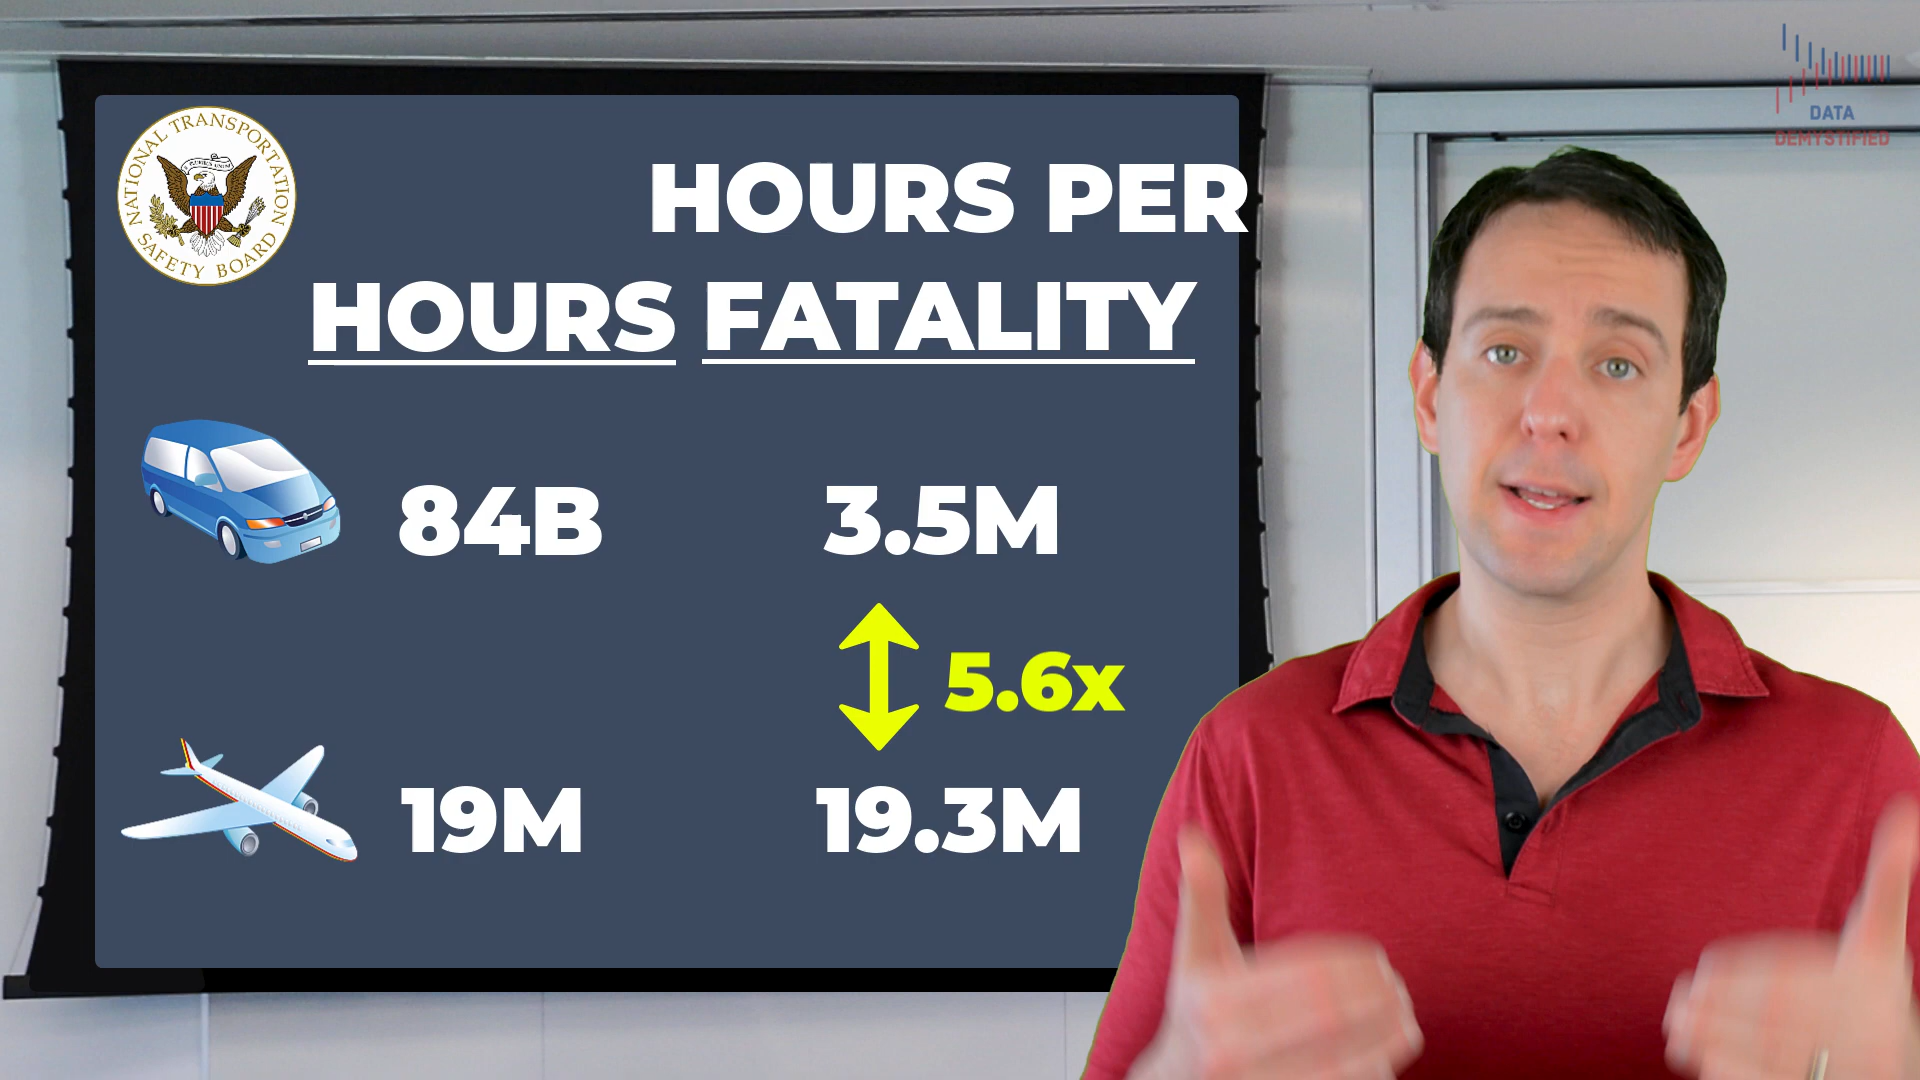 NATIONAL TRANSPORTATION
SAFETY BOARD
DATA
DEMYSTIFIED
HOURS PER
HOURS FATALITY
84B 3.5M
5.6x
19M 19.3M